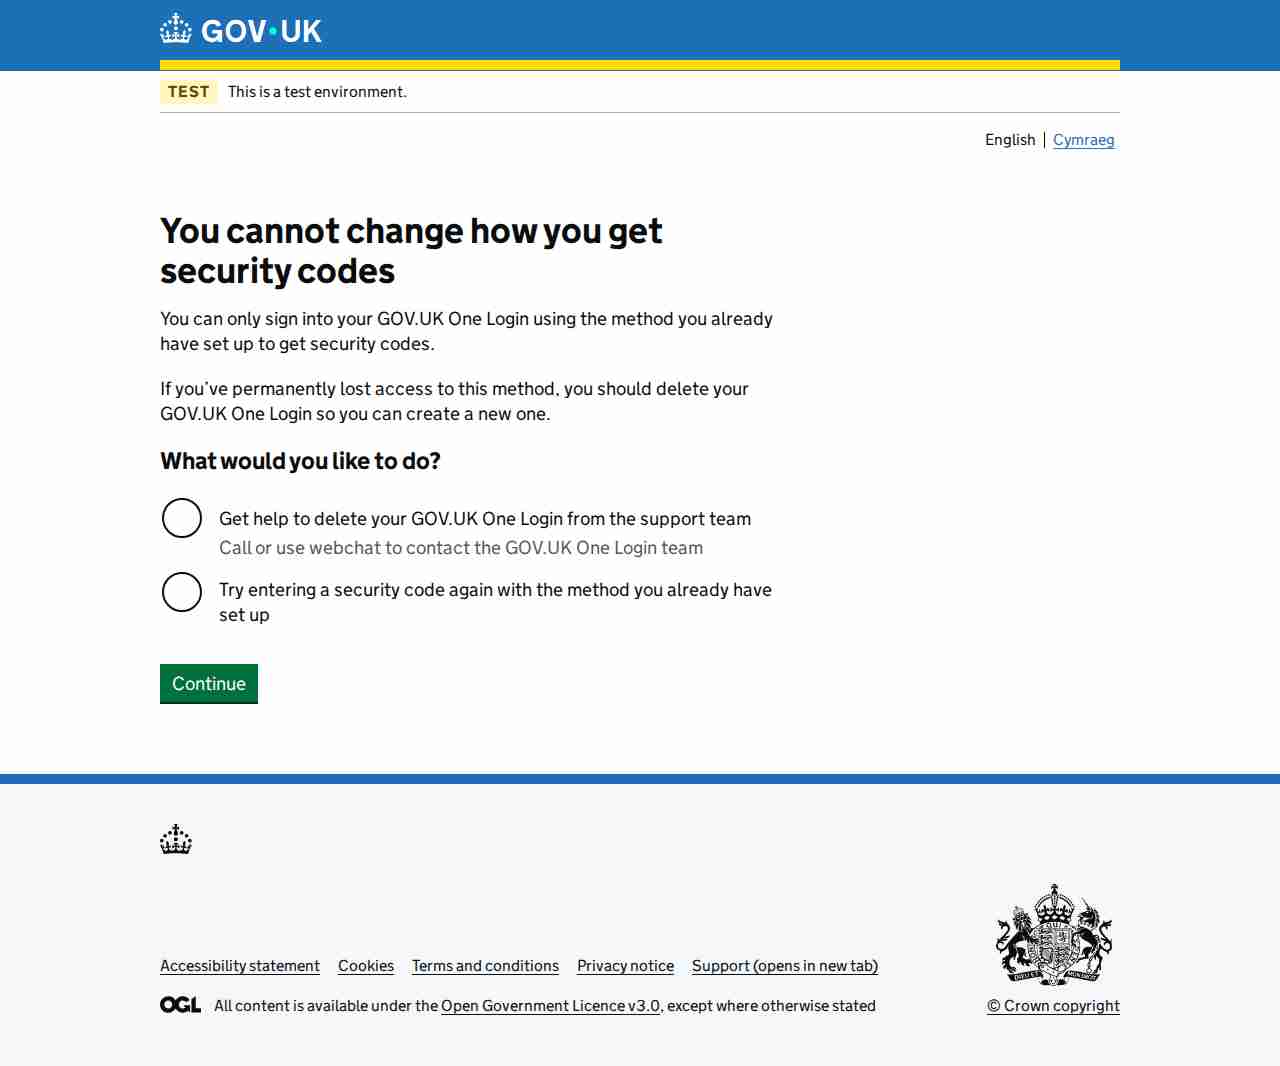 GOV·UK
TEST This is a test environment.
English Cymraeg
You cannot change how you get
security codes
You can only sign into your GOV.UK One Login using the method you already
have set up to get security codes.
If you’ve permanently lost access to this method, you should delete your
GOV.UK One Login so you can create a new one.
What would you like to do?
Get help to delete your GOV.UK One Login from the support team
Call or use webchat to contact the GOV.UK One Login team
Try entering a security code again with the method you already have
set up
Continue
Accessibility statement Cookies Terms and conditions Privacy notice Support (opens in new tab)
OGL All content is available under the Open Government Licence v3.0, except where otherwise stated
© Crown copyright